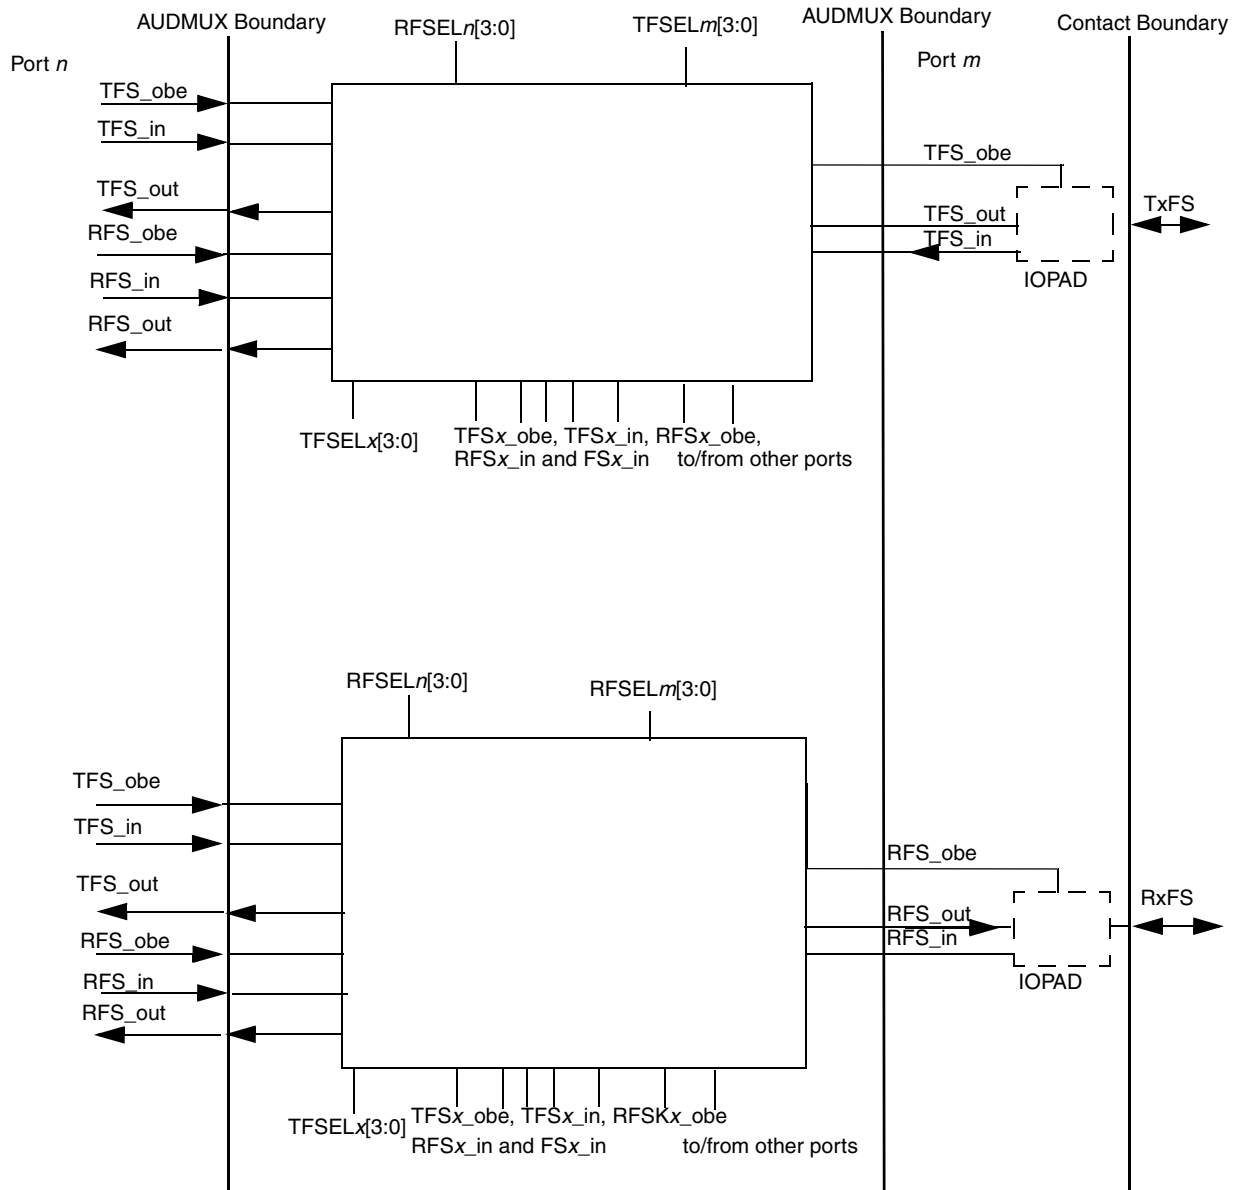 AUDMUX Boundary
RFSELn[3:0]
TFSELm[3:0]
AUDMUX Boundary
Contact Boundary
Port n
Port m
TFS_obe
TFS_in
TFS_out
RFS_obe
RFS_in
RFS_out
TFS_obe
TFS_out
TFS_in
TxFS
IOPAD
TFSELx[3:0]
TFSx_obe, TFSx_in, RFSx_obe,
RFSx_in and FSx_in to/from other ports
RFSELn[3:0]
RFSELm[3:0]
TFS_obe
TFS_in
TFS_out
RFS_obe
RFS_in
RFS_out
RFS_obe
RFS_out
RFS_in
RxFS
IOPAD
TFSELx[3:0]
TFSx_obe, TFSx_in, RFSKx_obe
RFSx_in and FSx_in to/from other ports